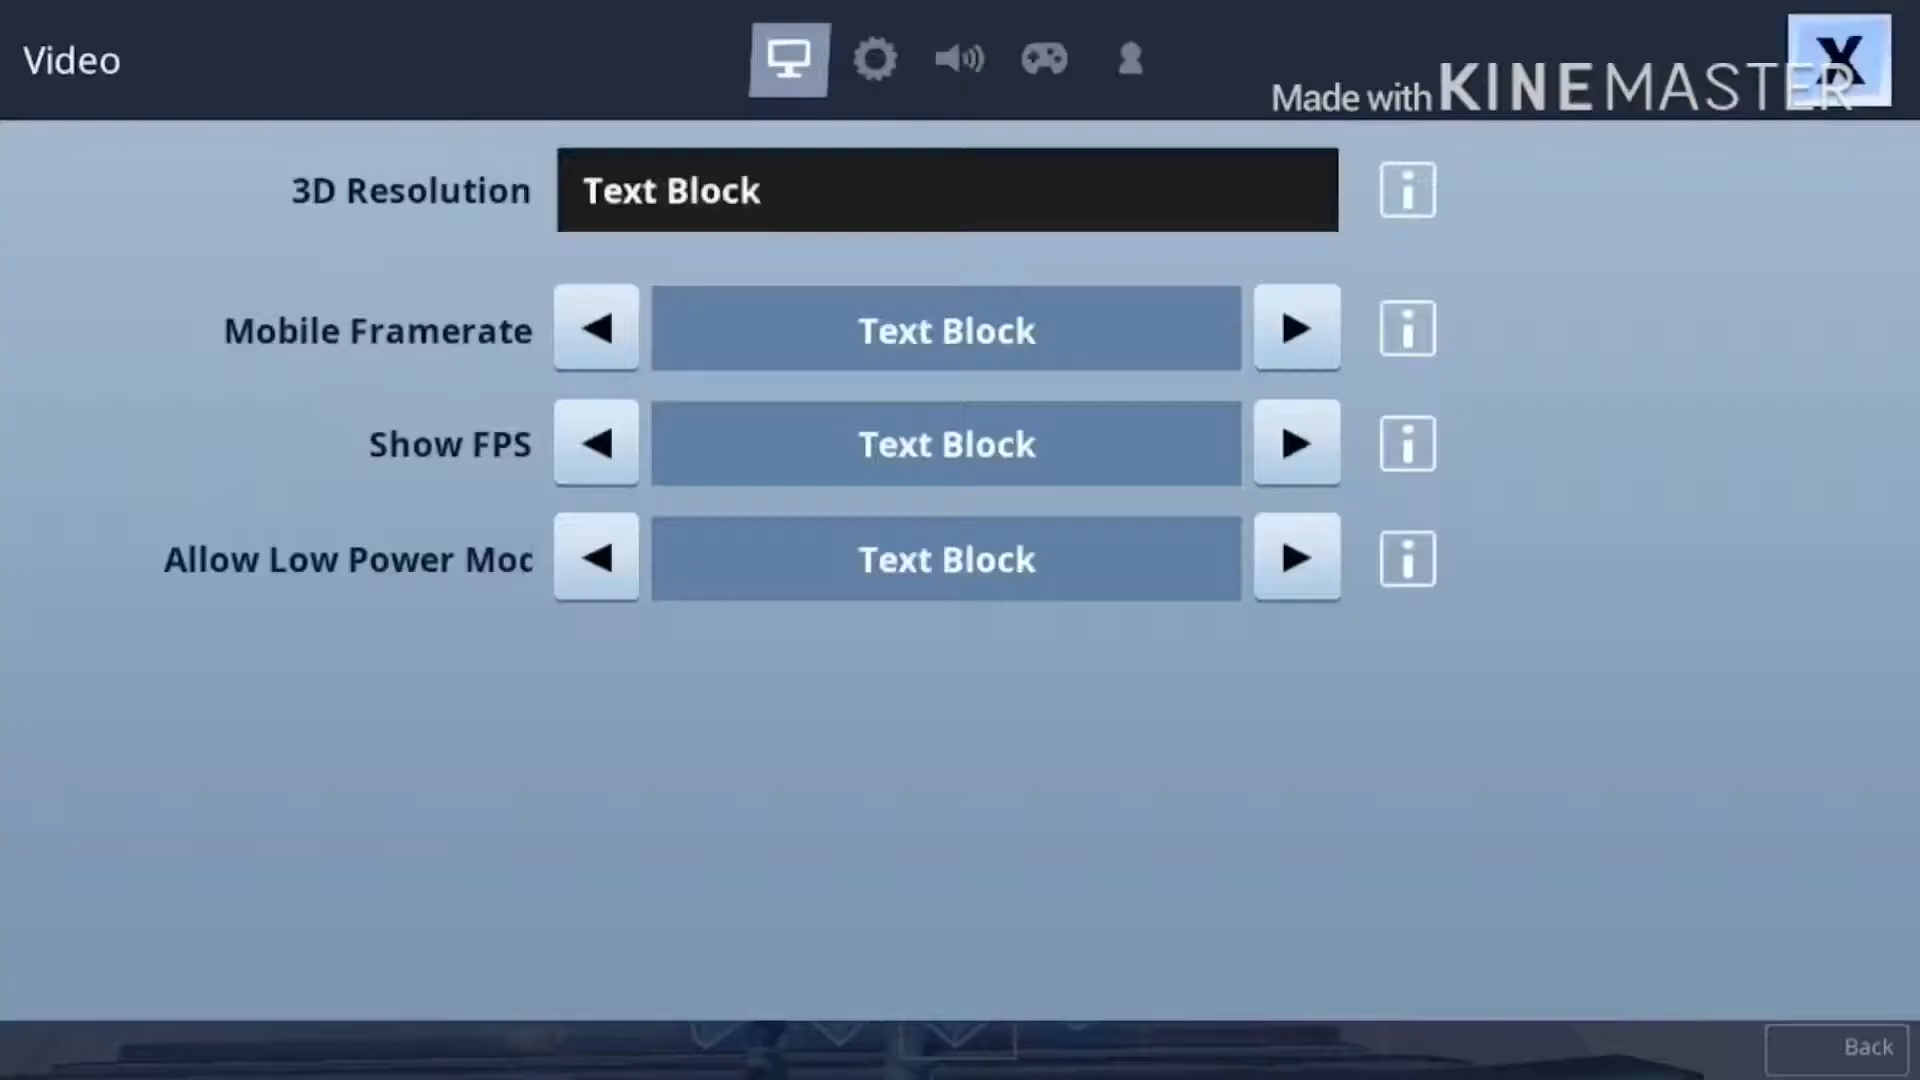 Video
X
Made with KINEMASTER
3D Resolution Text Block
Mobile Framerate Text Block
Show FPS Text Block
Allow Low Power Mod Text Block
Back